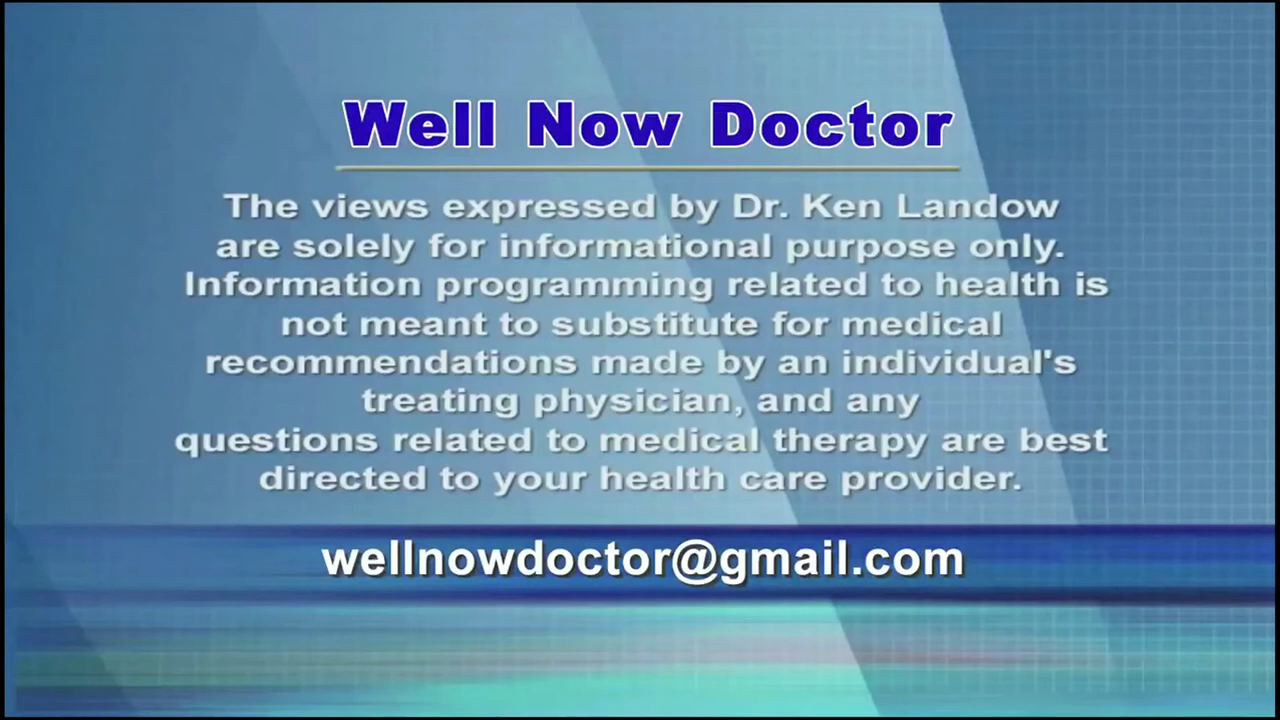 Well Now Doctor
The views expressed by Dr. Ken Landow
are solely for informational purpose only.
Information programming related to health is
not meant to substitute for medical
recommendations made by an individual's
treating physician, and any
questions related to medical therapy are best
directed to your health care provider.
wellnowdoctor@gmail.com